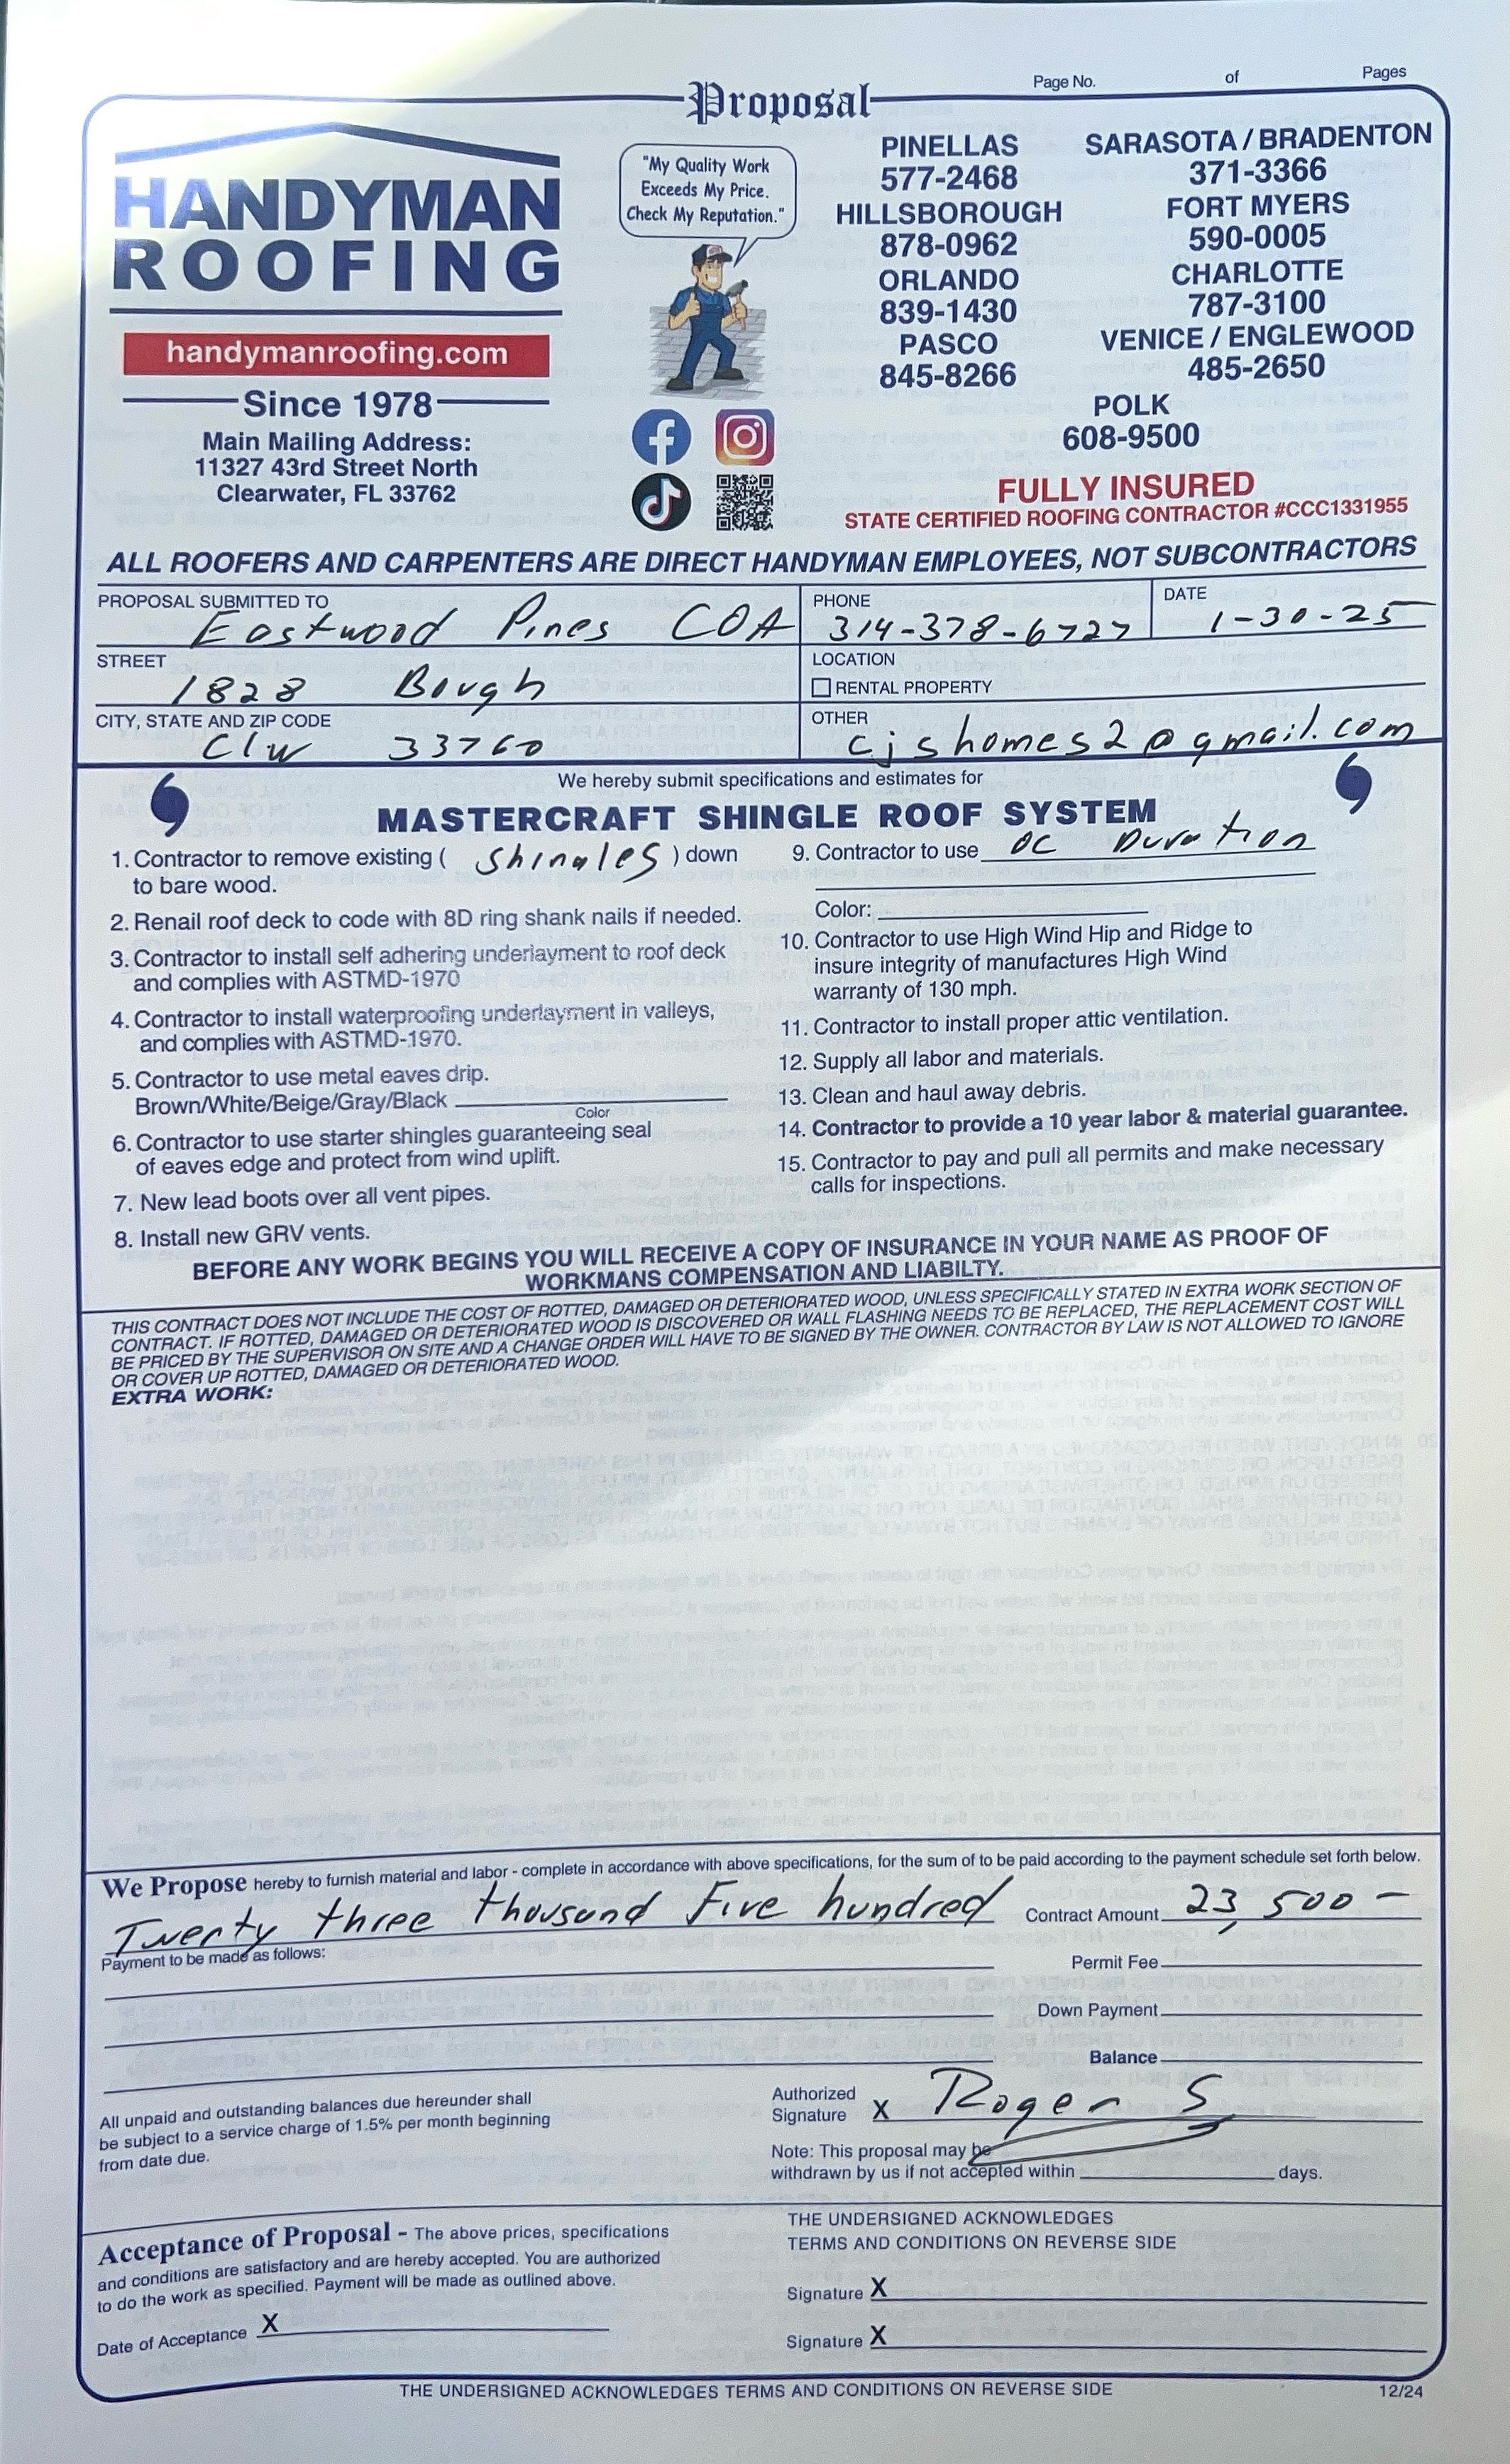 Page No. of Pages
Proposal
HANDYMAN
ROOFING
handymanroofing.com
Since 1978
Main Mailing Address:
11327 43rd Street North
Clearwater, FL 33762
"My Quality Work
Exceeds My Price.
Check My Reputation."
PINELLAS
577-2468
HILLSBOROUGH
878-0962
ORLANDO
839-1430
PASCO
845-8266
SARASOTA / BRADENTON
371-3366
FORT MYERS
590-0005
CHARLOTTE
787-3100
VENICE / ENGLEWOOD
485-2650
POLK
608-9500
FULLY INSURED
STATE CERTIFIED ROOFING CONTRACTOR #CCC1331955
ALL ROOFERS AND CARPENTERS ARE DIRECT HANDYMAN EMPLOYEES, NOT SUBCONTRACTORS
PROPOSAL SUBMITTED TO
Eastwood Pines COA
PHONE
314-378-6727
DATE
1-30-25
STREET
1828 Bough
LOCATION
RENTAL PROPERTY
CITY, STATE AND ZIP CODE
Clw 33760
OTHER
cjshomes2@gmail.com
We hereby submit specifications and estimates for
MASTERCRAFT SHINGLE ROOF SYSTEM
1. Contractor to remove existing ( shingles ) down
to bare wood.
2. Renail roof deck to code with 8D ring shank nails if needed.
3. Contractor to install self adhering underlayment to roof deck
and complies with ASTMD-1970
4. Contractor to install waterproofing underlayment in valleys,
and complies with ASTMD-1970.
5. Contractor to use metal eaves drip.
Brown/White/Beige/Gray/Black
Color
6. Contractor to use starter shingles guaranteeing seal
of eaves edge and protect from wind uplift.
7. New lead boots over all vent pipes.
8. Install new GRV vents.
9. Contractor to use OC Duration
Color:
10. Contractor to use High Wind Hip and Ridge to
insure integrity of manufactures High Wind
warranty of 130 mph.
11. Contractor to install proper attic ventilation.
12. Supply all labor and materials.
13. Clean and haul away debris.
14. Contractor to provide a 10 year labor & material guarantee.
15. Contractor to pay and pull all permits and make necessary
calls for inspections.
BEFORE ANY WORK BEGINS YOU WILL RECEIVE A COPY OF INSURANCE IN YOUR NAME AS PROOF OF
WORKMANS COMPENSATION AND LIABILTY.
THIS CONTRACT DOES NOT INCLUDE THE COST OF ROTTED, DAMAGED OR DETERIORATED WOOD, UNLESS SPECIFICALLY STATED IN EXTRA WORK SECTION OF
CONTRACT. IF ROTTED, DAMAGED OR DETERIORATED WOOD IS DISCOVERED OR WALL FLASHING NEEDS TO BE REPLACED, THE REPLACEMENT COST WILL
BE PRICED BY THE SUPERVISOR ON SITE AND A CHANGE ORDER WILL HAVE TO BE SIGNED BY THE OWNER. CONTRACTOR BY LAW IS NOT ALLOWED TO IGNORE
OR COVER UP ROTTED, DAMAGED OR DETERIORATED WOOD.
EXTRA WORK:
We Propose hereby to furnish material and labor - complete in accordance with above specifications, for the sum of to be paid according to the payment schedule set forth below.
Twenty three thousand Five hundred
Contract Amount 23,500-
Payment to be made as follows:
Permit Fee
Down Payment
Balance
All unpaid and outstanding balances due hereunder shall
be subject to a service charge of 1.5% per month beginning
from date due.
Authorized
Signature X Roger S
Note: This proposal may be
withdrawn by us if not accepted within days.
Acceptance of Proposal - The above prices, specifications
and conditions are satisfactory and are hereby accepted. You are authorized
to do the work as specified. Payment will be made as outlined above.
Date of Acceptance X
THE UNDERSIGNED ACKNOWLEDGES
TERMS AND CONDITIONS ON REVERSE SIDE
Signature X
Signature X
THE UNDERSIGNED ACKNOWLEDGES TERMS AND CONDITIONS ON REVERSE SIDE
12/24